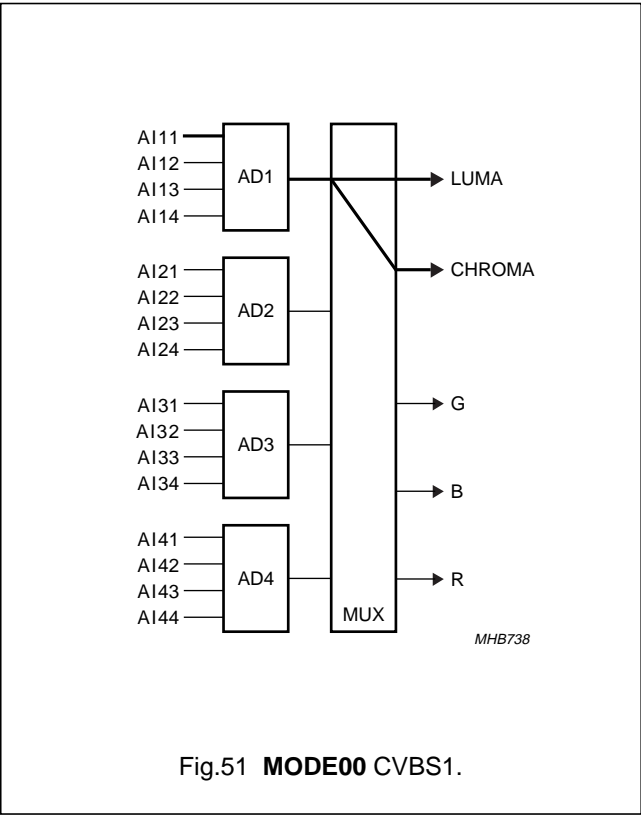 AI11
AI12
AI13
AI14
AD1
LUMA
CHROMA
AI21
AI22
AI23
AI24
AD2
AI31
AI32
AI33
AI34
AD3
G
B
AI41
AI42
AI43
AI44
AD4
R
MUX
MHB738
Fig.51 MODE00 CVBS1.